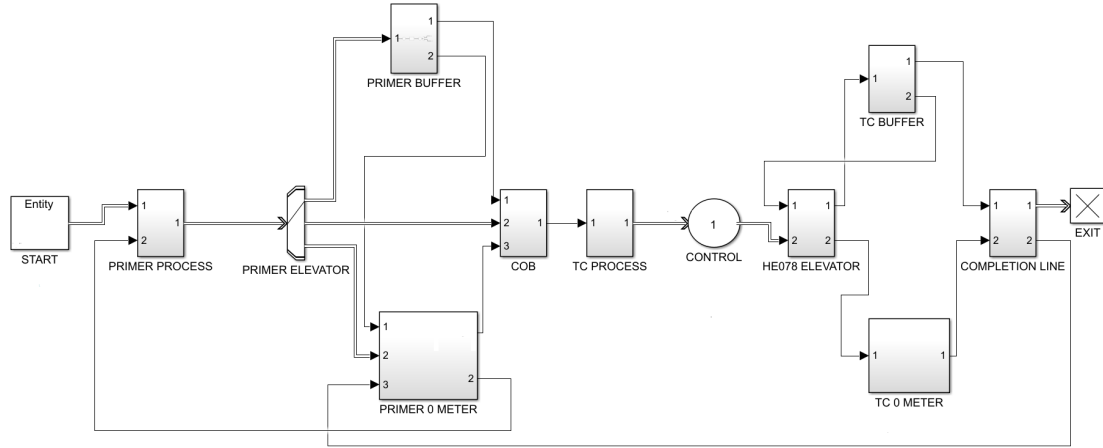 1
1
2
PRIMER BUFFER
1
1
2
TC BUFFER
Entity
START
1
2
1
PRIMER PROCESS
PRIMER ELEVATOR
1
2
3
1
COB
1
1
TC PROCESS
1
CONTROL
1
2
1
2
HE078 ELEVATOR
1
2
1
2
COMPLETION LINE
EXIT
1
2
3
2
PRIMER 0 METER
1
1
TC 0 METER